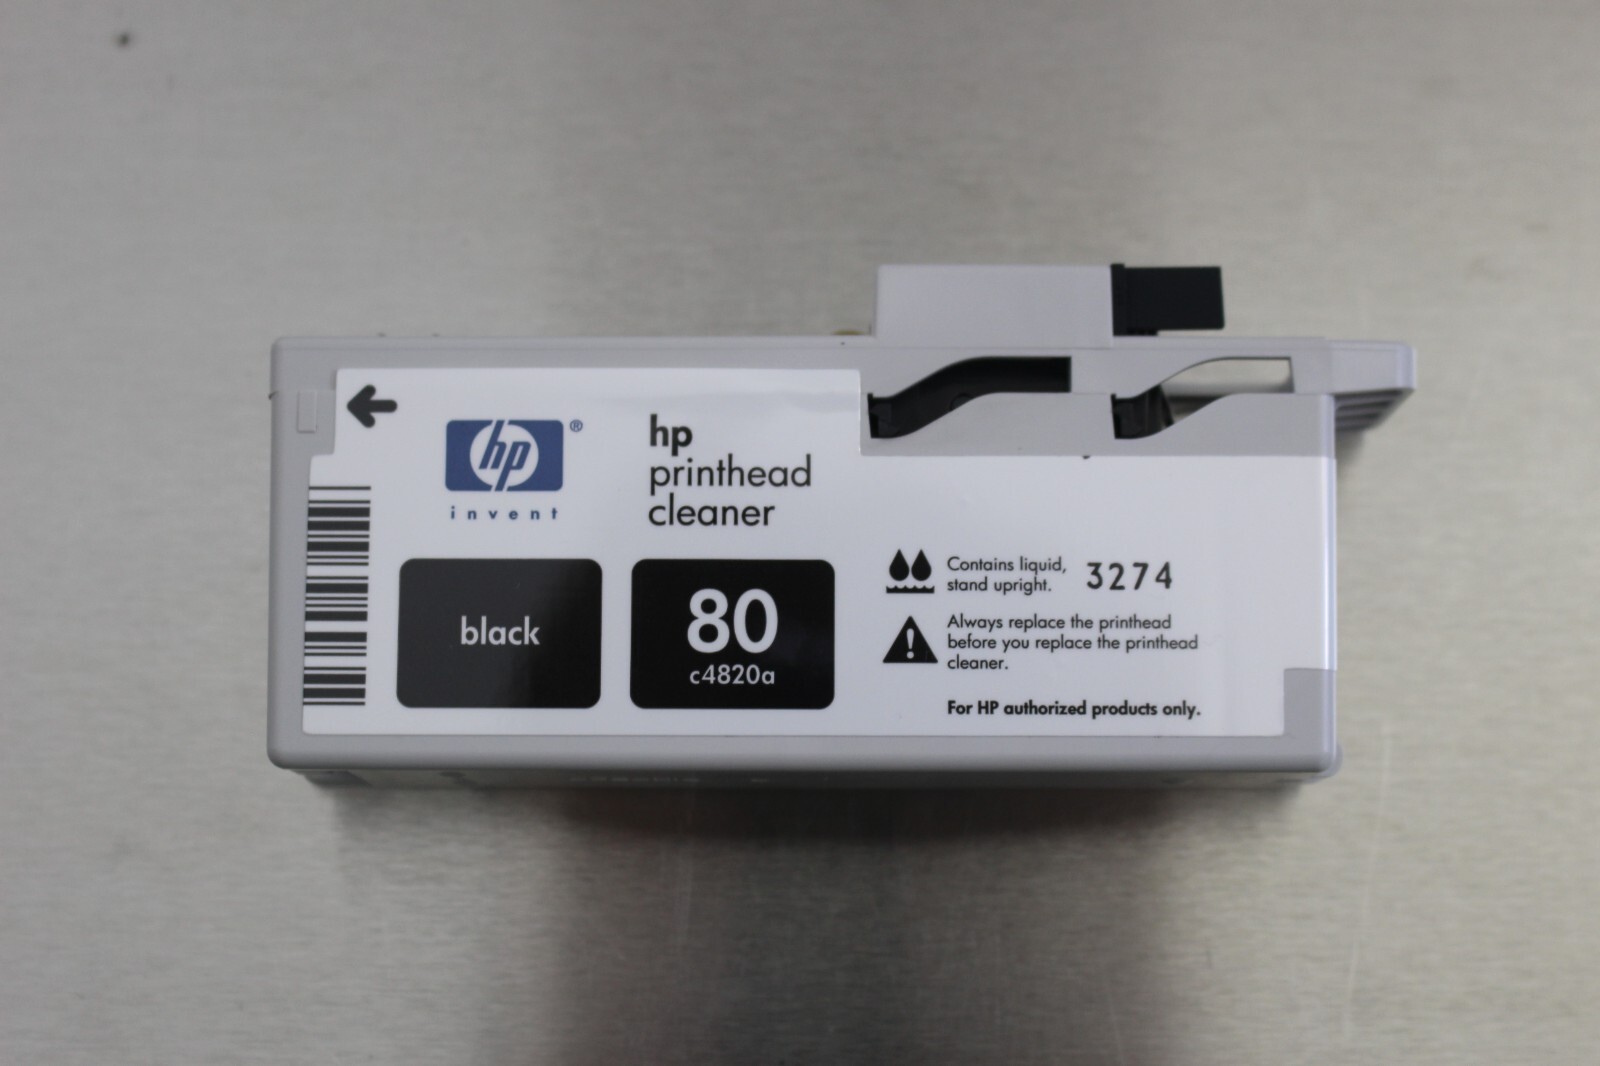 hp®
invent
hp
printhead
cleaner
black
80
c4820a
Contains liquid,
stand upright.
3274
Always replace the printhead
before you replace the printhead
cleaner.
For HP authorized products only.